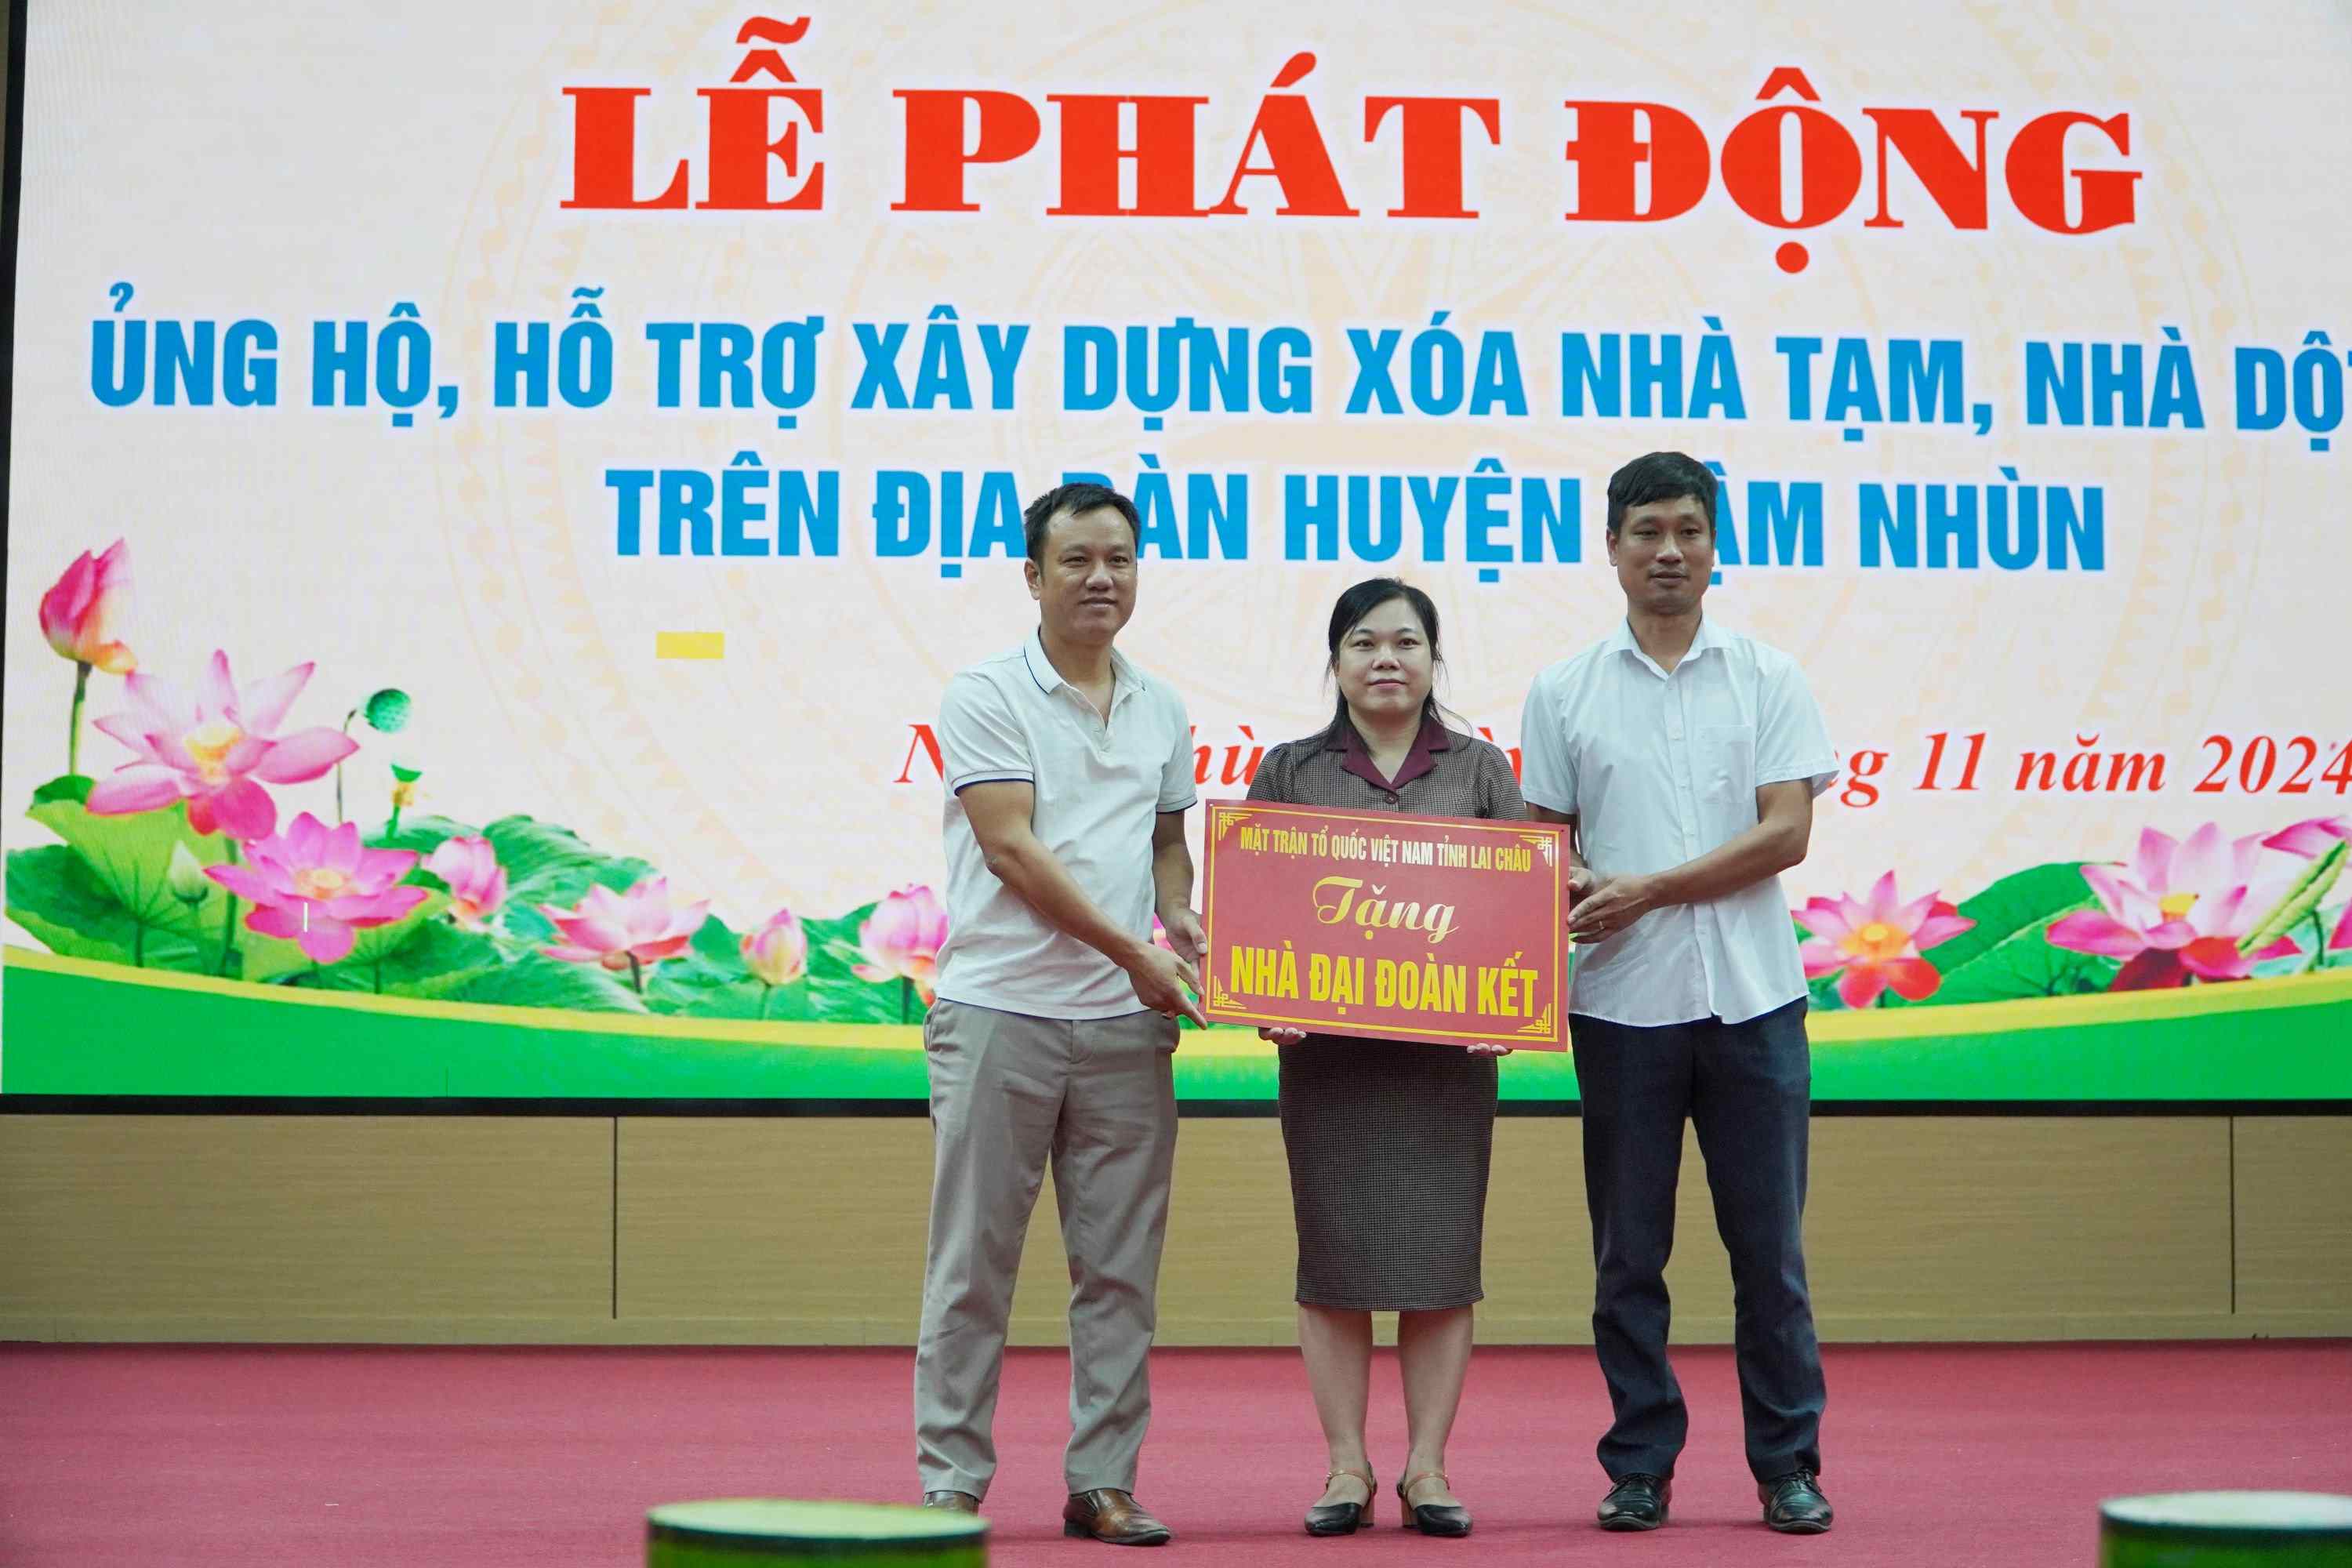 LỄ PHÁT ĐỘNG
ỦNG HỘ, HỖ TRỢ XÂY DỰNG XÓA NHÀ TẠM, NHÀ DỘT
TRÊN ĐỊA BÀN HUYỆN NẬM NHÙN
11 năm 2024
MẶT TRẬN TỔ QUỐC VIỆT NAM TỈNH LAI CHÂU
Tặng
NHÀ ĐẠI ĐOÀN KẾT